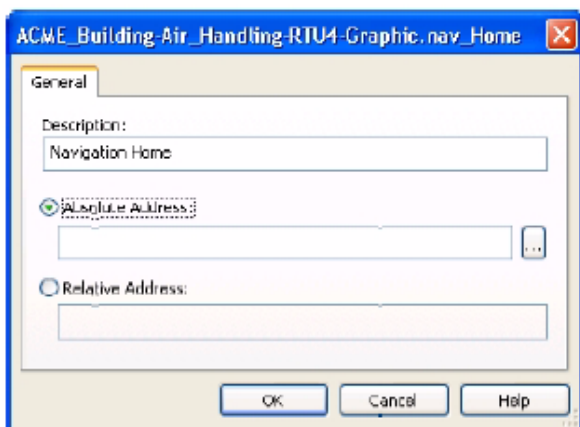 ACME_Building-Air_Handling-RTU4-Graphic.nav_Home
General
Description:
Navigation Home
Absolute Address:
...
Relative Address:
OK
Cancel
Help